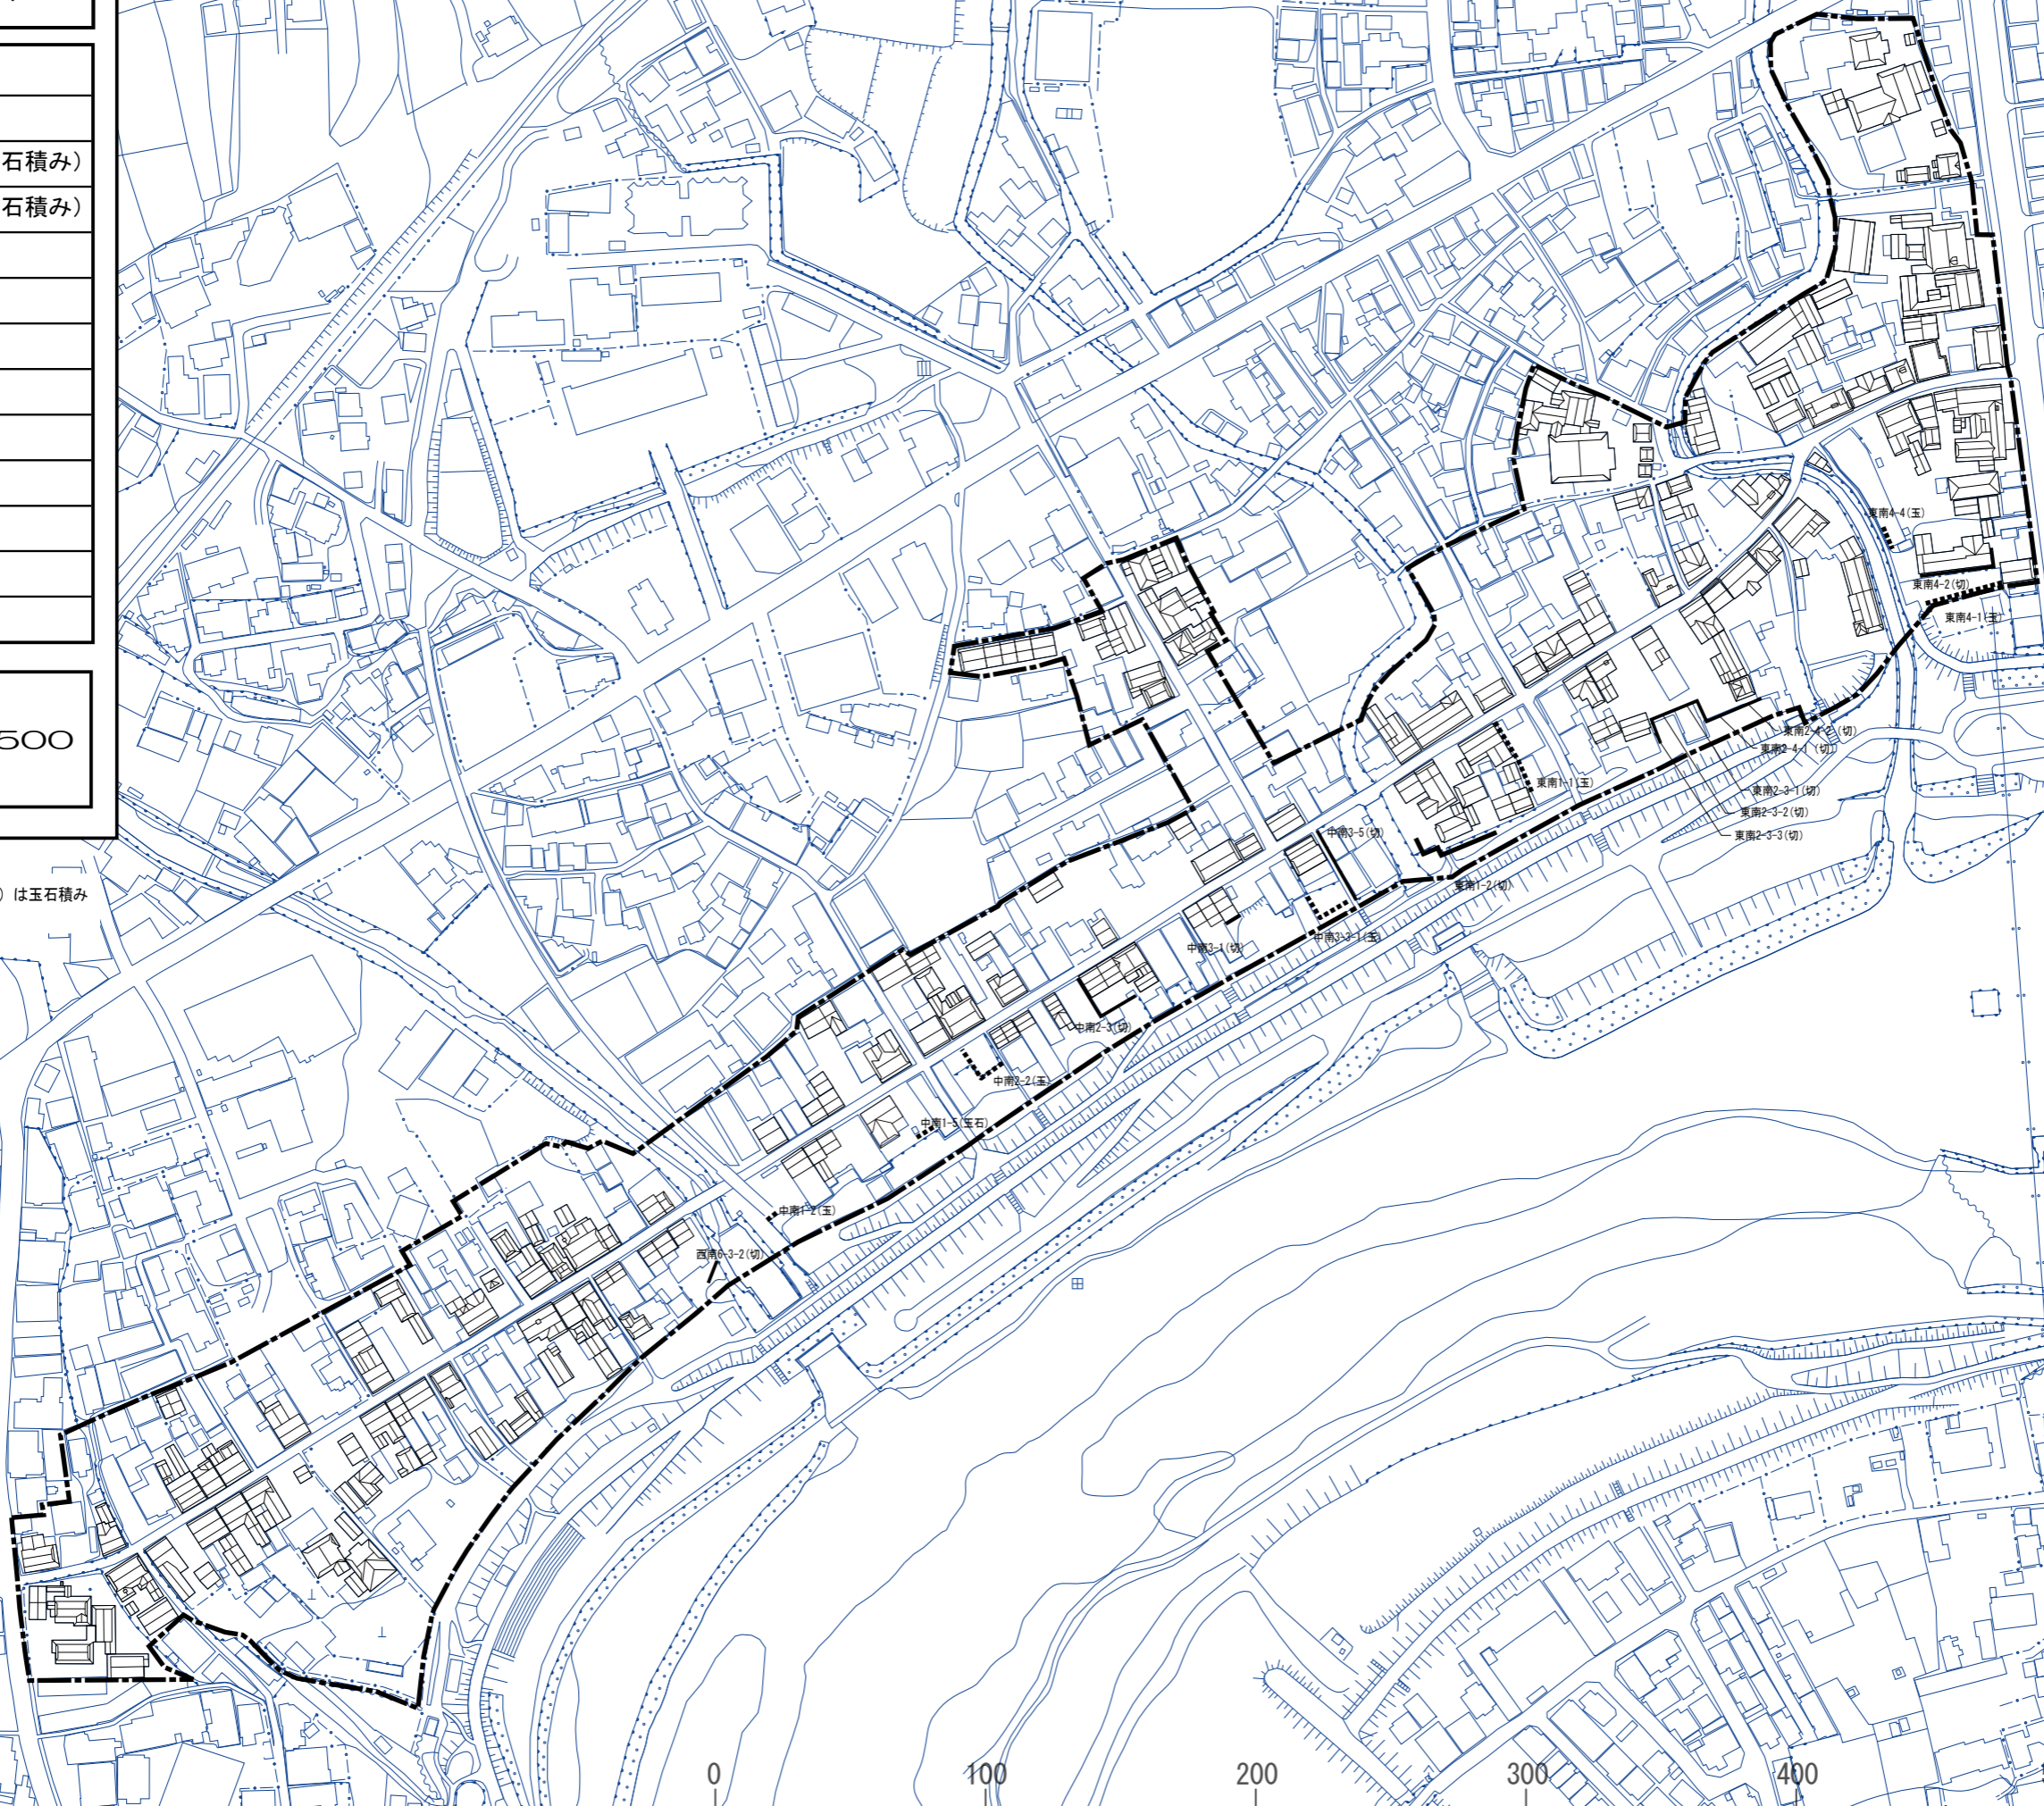 石積み）
石積み）
500
）は玉石積み
東南4-4(玉)
東南4-2(切)
東南4-1(玉)
東南2-4-2(切)
東南2-4-1(切)
東南2-3-1(切)
東南2-3-2(切)
東南2-3-3(切)
東南1-1(玉)
中南3-5(切)
東南1-2(切)
中南3-3-1(玉)
中南3-1(切)
中南2-3(切)
中南2-2(玉)
中南1-5(玉石)
中南1-2(玉)
西南6-3-2(切)
0 100 200 300 400